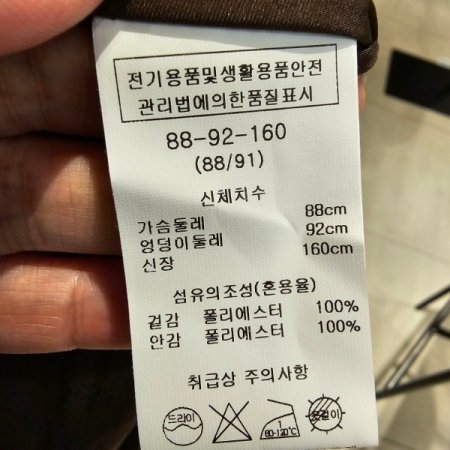 전기용품및생활용품안전
관리법에의한품질표시
88-92-160
(88/91)
신체치수
가슴둘레 88cm
엉덩이둘레 92cm
신장 160cm
섬유의조성(혼용율)
겉감 폴리에스터 100%
안감 폴리에스터 100%
취급상 주의사항
드라이 1 80-120℃ 옷걸이